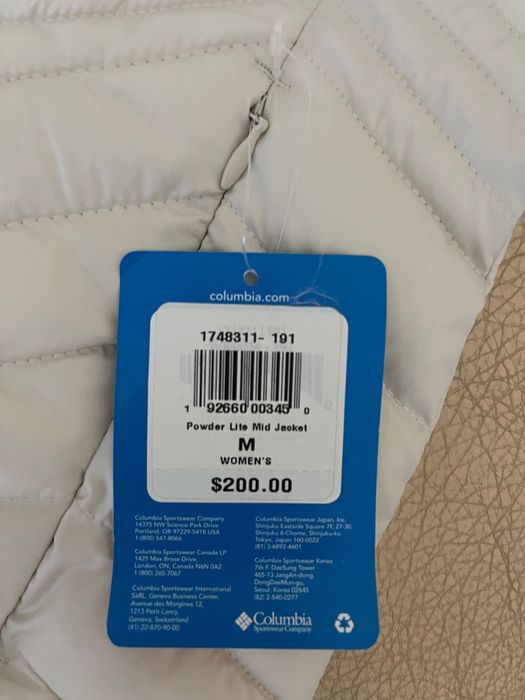 columbia.com
1748311- 191
1 92660 00345 0
Powder Lite Mid Jacket
M
WOMEN'S
$200.00
Columbia Sportswear Company
14375 NW Science Park Drive
Portland, OR 97229-5418 USA
1-(800) 547-8066
Columbia Sportswear Canada LP
1425 Max Brose Drive,
London, ON, Canada N6N 0A2
1-(800) 265-7067
Columbia Sportswear International
SàRL, Geneva Business Center,
Avenue des Morgines 12,
1213 Petit-Lancy,
Geneva, Switzerland
(41) 22-870-90-00
Columbia Sportswear Japan, Inc.
Shinjuku Eastside Square 7F, 27-30,
Shinjuku 6-Chome, Shinjuku-ku
Tokyo, Japan 160-0022
(81) 3-6897-4601
Columbia Sportswear Korea
7th F. DaeSung Tower
465-13 JangAn-dong,
DongDaeMun-gu,
Seoul, Korea 02645
(82) 2-540-0277
Columbia
Sportswear Company